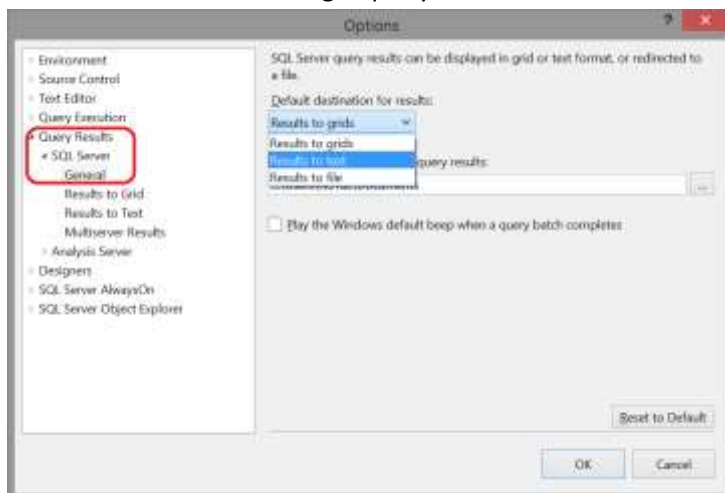 Options
?
Environment
Source Control
Text Editor
Query Execution
Query Results
SQL Server
General
Results to Grid
Results to Text
Multiserver Results
Analysis Server
Designers
SQL Server AlwaysOn
SQL Server Object Explorer
SQL Server query results can be displayed in grid or text format, or redirected to
a file.
Default destination for results:
Results to grids
Results to grids
Results to text
query results:
Results to file
...
Play the Windows default beep when a query batch completes
Reset to Default
OK
Cancel